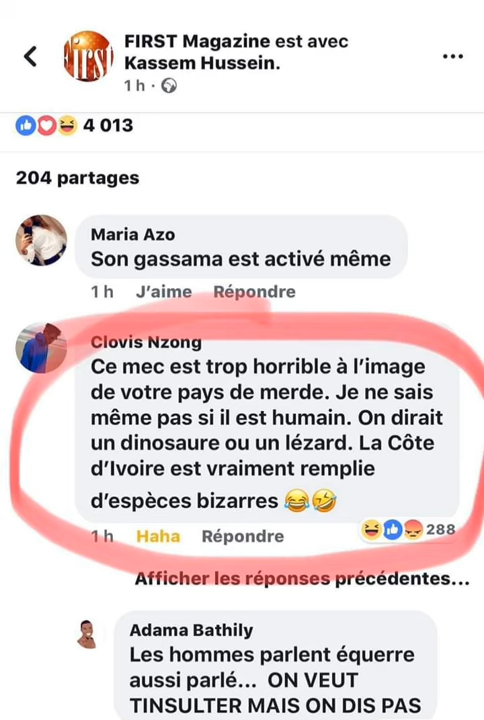 FIRST Magazine est avec
Kassem Hussein.
1 h
First
4 013
204 partages
Maria Azo
Son gassama est activé même
1 h J'aime Répondre
Clovis Nzong
Ce mec est trop horrible à l'image
de votre pays de merde. Je ne sais
même pas si il est humain. On dirait
un dinosaure ou un lézard. La Côte
d'Ivoire est vraiment remplie
d'espèces bizarres 😂🤣
1 h Haha Répondre 288
Afficher les réponses précédentes...
Adama Bathily
Les hommes parlent équerre
aussi parlé... ON VEUT
TINSULTER MAIS ON DIS PAS